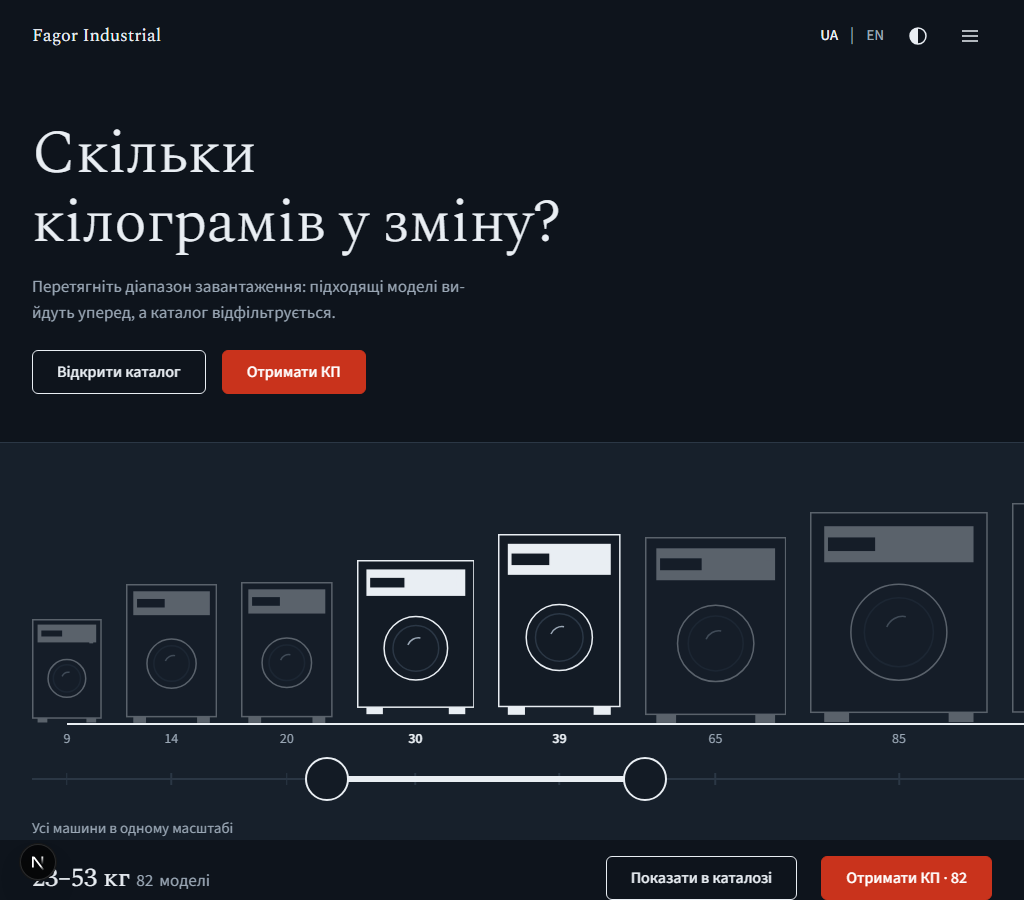 Fagor Industrial
UA | EN
Скільки
кілограмів у зміну?
Перетягніть діапазон завантаження: підходящі моделі ви-
йдуть уперед, а каталог відфільтрується.
Відкрити каталог
Отримати КП
9 14 20 30 39 65 85
Усі машини в одному масштабі
N
23–53 кг 82 моделі
Показати в каталозі
Отримати КП · 82